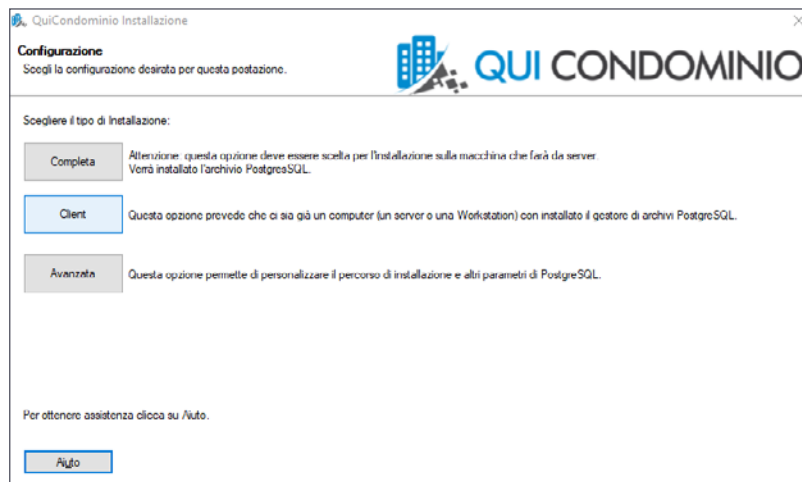 QuiCondominio Installazione
Configurazione
Scegli la configurazione desirata per questa postazione.
QUI CONDOMINIO
Scegliere il tipo di Installazione:
Completa
Attenzione: questa opzione deve essere scelta per l'installazione sulla macchina che farà da server.
Verrà installato l'archivio PostgresSQL.
Client
Questa opzione prevede che ci sia già un computer (un server o una Workstation) con installato il gestore di archivi PostgreSQL.
Avanzata
Questa opzione permette di personalizzare il percorso di installazione e altri parametri di PostgreSQL.
Per ottenere assistenza clicca su Aiuto.
Aiuto